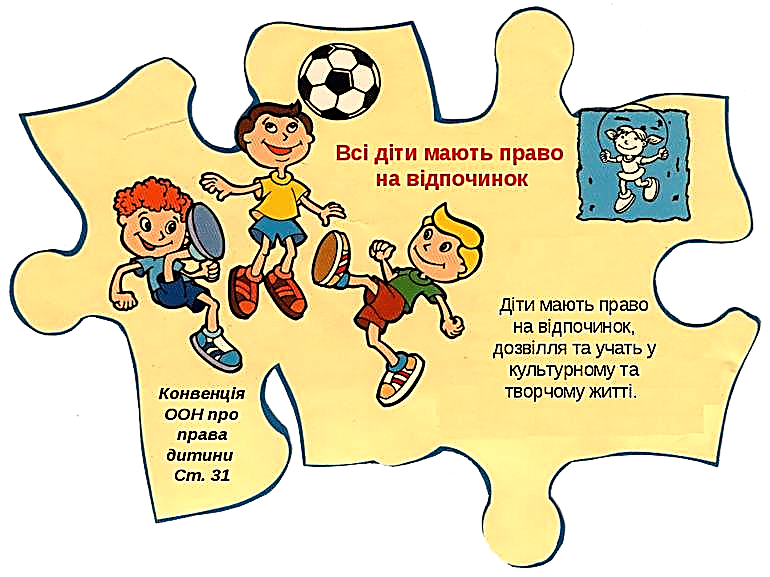 Всі діти мають право
на відпочинок
Діти мають право
на відпочинок,
дозвілля та учать у
культурному та
творчому житті.
Конвенція
ООН про
права
дитини
Ст. 31